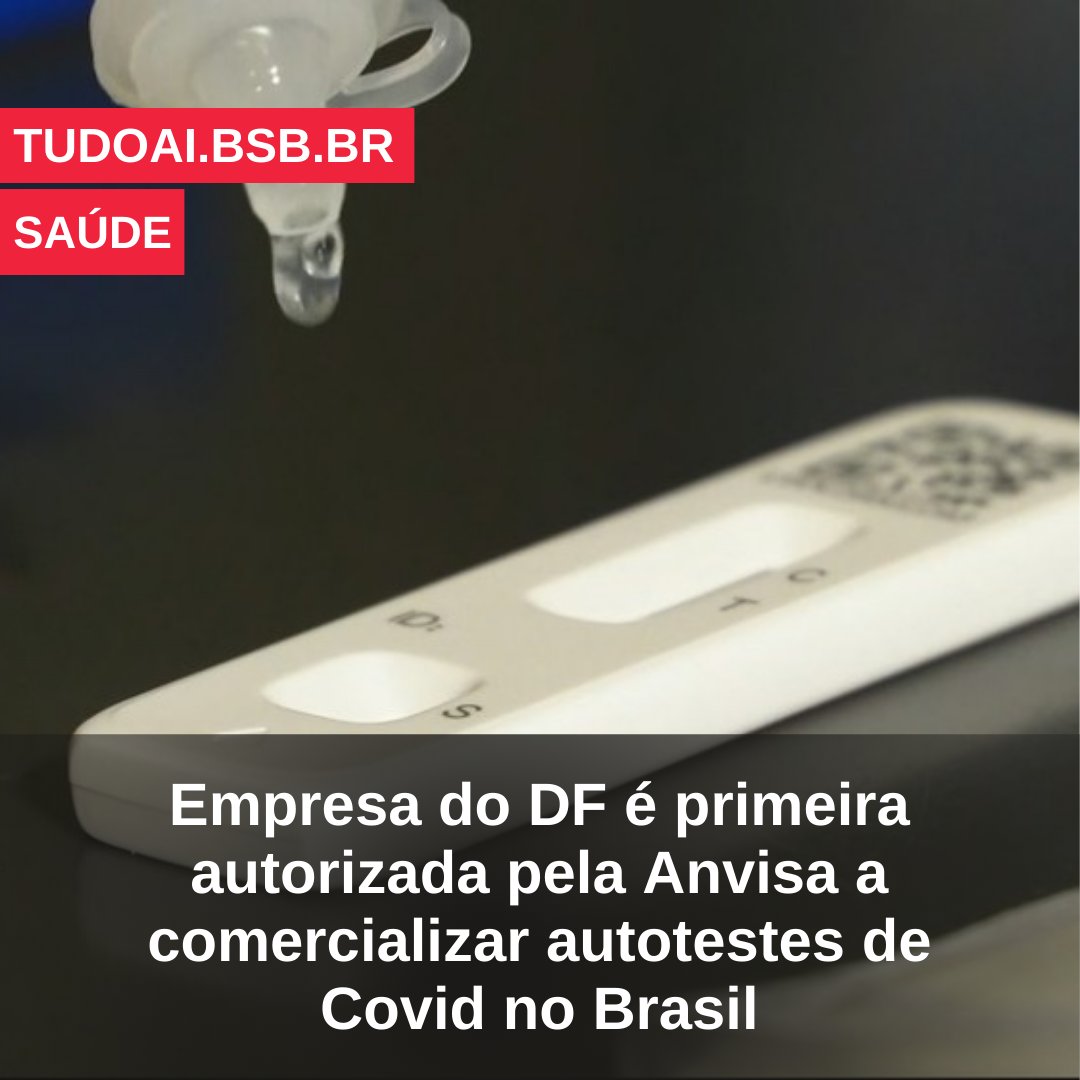 TUDOAI.BSB.BR
SAÚDE
C
T
ID:
S
Empresa do DF é primeira
autorizada pela Anvisa a
comercializar autotestes de
Covid no Brasil